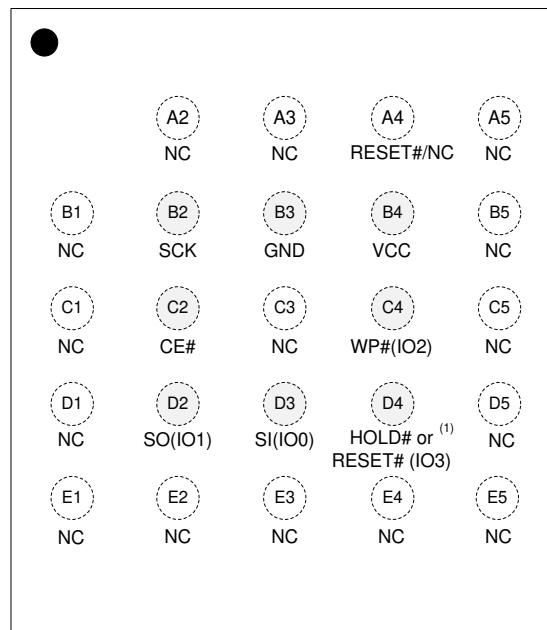 A2 A3 A4 A5
NC NC RESET#/NC NC
B1 B2 B3 B4 B5
NC SCK GND VCC NC
C1 C2 C3 C4 C5
NC CE# NC WP#(IO2) NC
D1 D2 D3 D4 D5
NC SO(IO1) SI(IO0) HOLD# or (1) NC
RESET# (IO3)
E1 E2 E3 E4 E5
NC NC NC NC NC